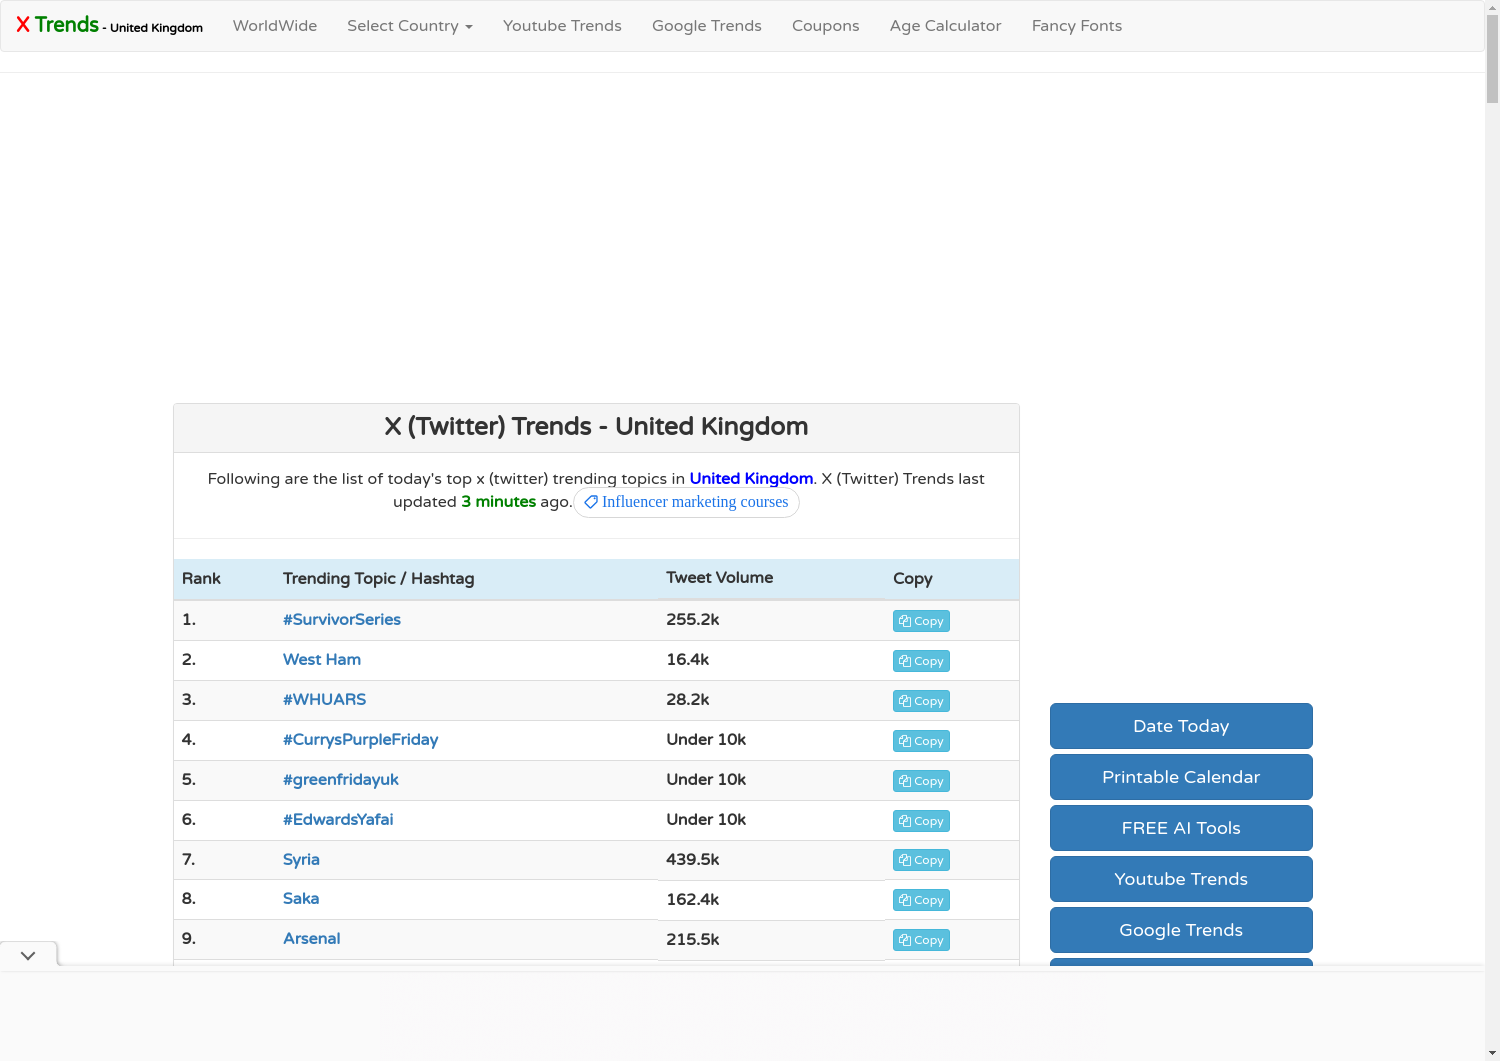 X Trends - United Kingdom WorldWide Select Country Youtube Trends Google Trends Coupons Age Calculator Fancy Fonts
X (Twitter) Trends - United Kingdom
Following are the list of today's top x (twitter) trending topics in United Kingdom. X (Twitter) Trends last
updated 3 minutes ago. Influencer marketing courses
Rank Trending Topic / Hashtag Tweet Volume Copy
1. #SurvivorSeries 255.2k Copy
2. West Ham 16.4k Copy
3. #WHUARS 28.2k Copy
4. #CurrysPurpleFriday Under 10k Copy
5. #greenfridayuk Under 10k Copy
6. #EdwardsYafai Under 10k Copy
7. Syria 439.5k Copy
8. Saka 162.4k Copy
9. Arsenal 215.5k Copy
Date Today
Printable Calendar
FREE AI Tools
Youtube Trends
Google Trends